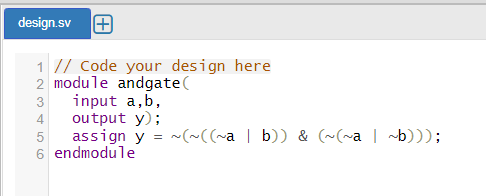 design.sv
1 // Code your design here
2 module andgate(
3   input a,b,
4   output y);
5   assign y = ~(~((~a | b)) & (~(~a | ~b)));
6 endmodule